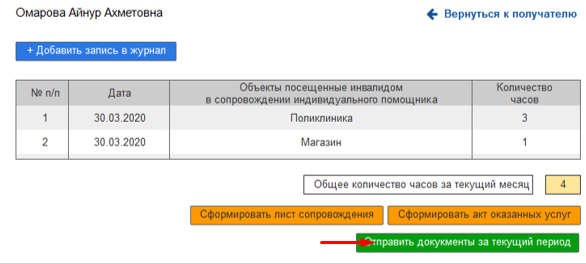 Омарова Айнур Ахметовна
Вернуться к получателю
+ Добавить запись в журнал
№ п/п Дата Объекты посещенные инвалидом в сопровождении индивидуального помощника Количество часов
1 30.03.2020 Поликлиника 3
2 30.03.2020 Магазин 1
Общее количество часов за текущий месяц 4
Сформировать лист сопровождения Сформировать акт оказанных услуг
Отправить докукменты за текущий период